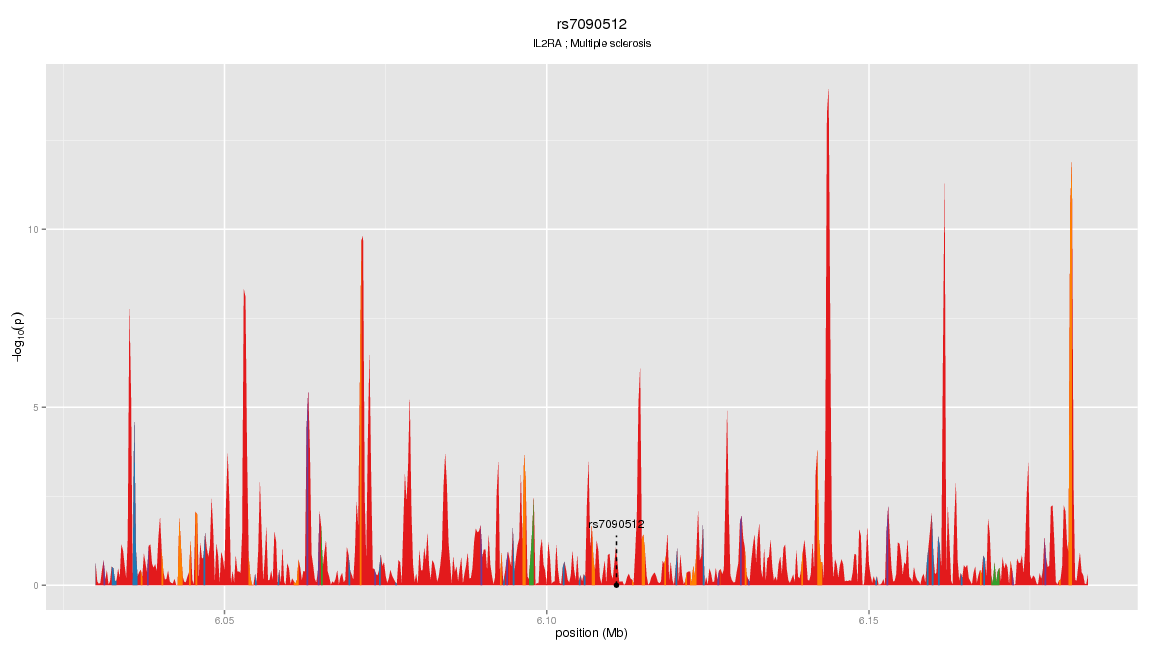 rs7090512
IL2RA ; Multiple sclerosis
−log10(p)
10
5
0
rs7090512
6.05
6.10
6.15
position (Mb)